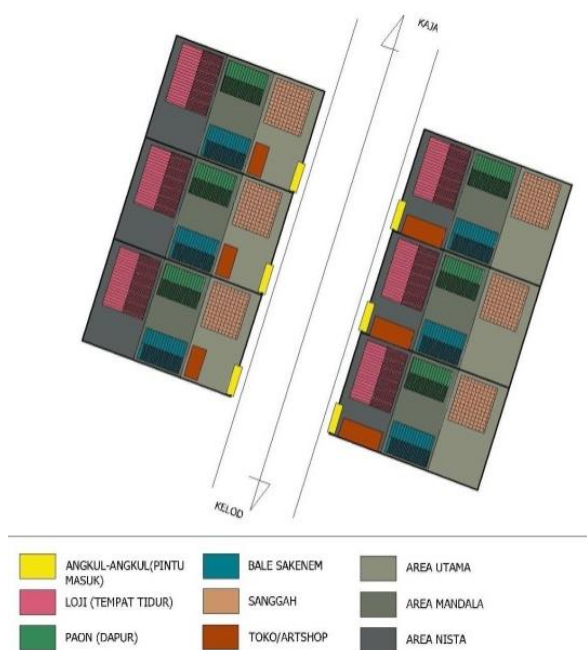 KAJA
KELOD
ANGKUL-ANGKUL(PINTU
MASUK)
LOJI (TEMPAT TIDUR)
PAON (DAPUR)
BALE SAKENEM
SANGGAH
TOKO/ARTSHOP
AREA UTAMA
AREA MANDALA
AREA NISTA